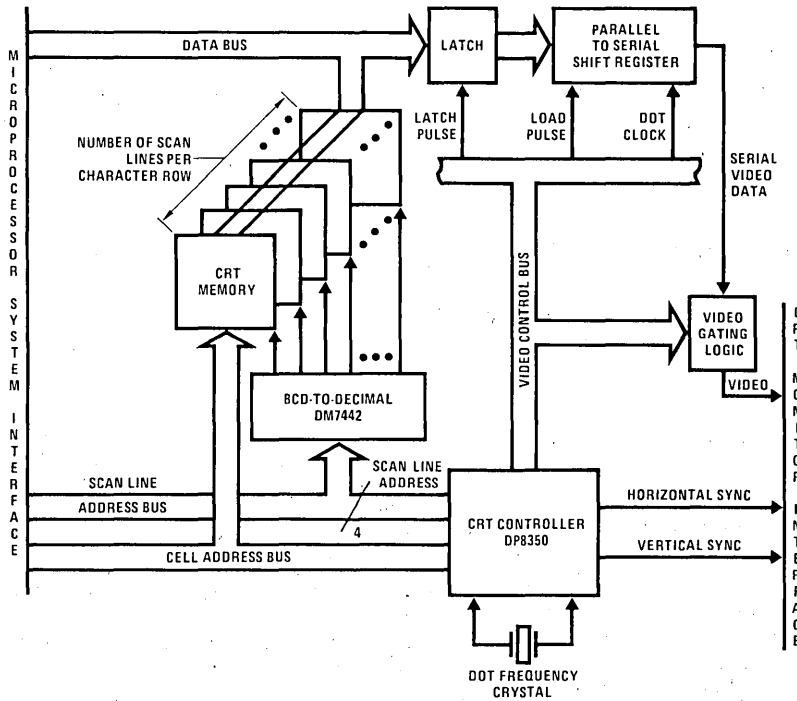 MICROPROCESSOR SYSTEM INTERFACE
DATA BUS
LATCH
PARALLEL
TO SERIAL
SHIFT REGISTER
LATCH
PULSE
LOAD
PULSE
DOT
CLOCK
SERIAL
VIDEO
DATA
NUMBER OF SCAN
LINES PER
CHARACTER ROW
CRT
MEMORY
VIDEO CONTROL BUS
VIDEO
GATING
LOGIC
VIDEO
BCD-TO-DECIMAL
DM7442
SCAN LINE
ADDRESS
SCAN LINE
ADDRESS BUS
4
CELL ADDRESS BUS
CRT CONTROLLER
DP8350
HORIZONTAL SYNC
VERTICAL SYNC
DOT FREQUENCY
CRYSTAL
CRT MONITOR INTERFACE